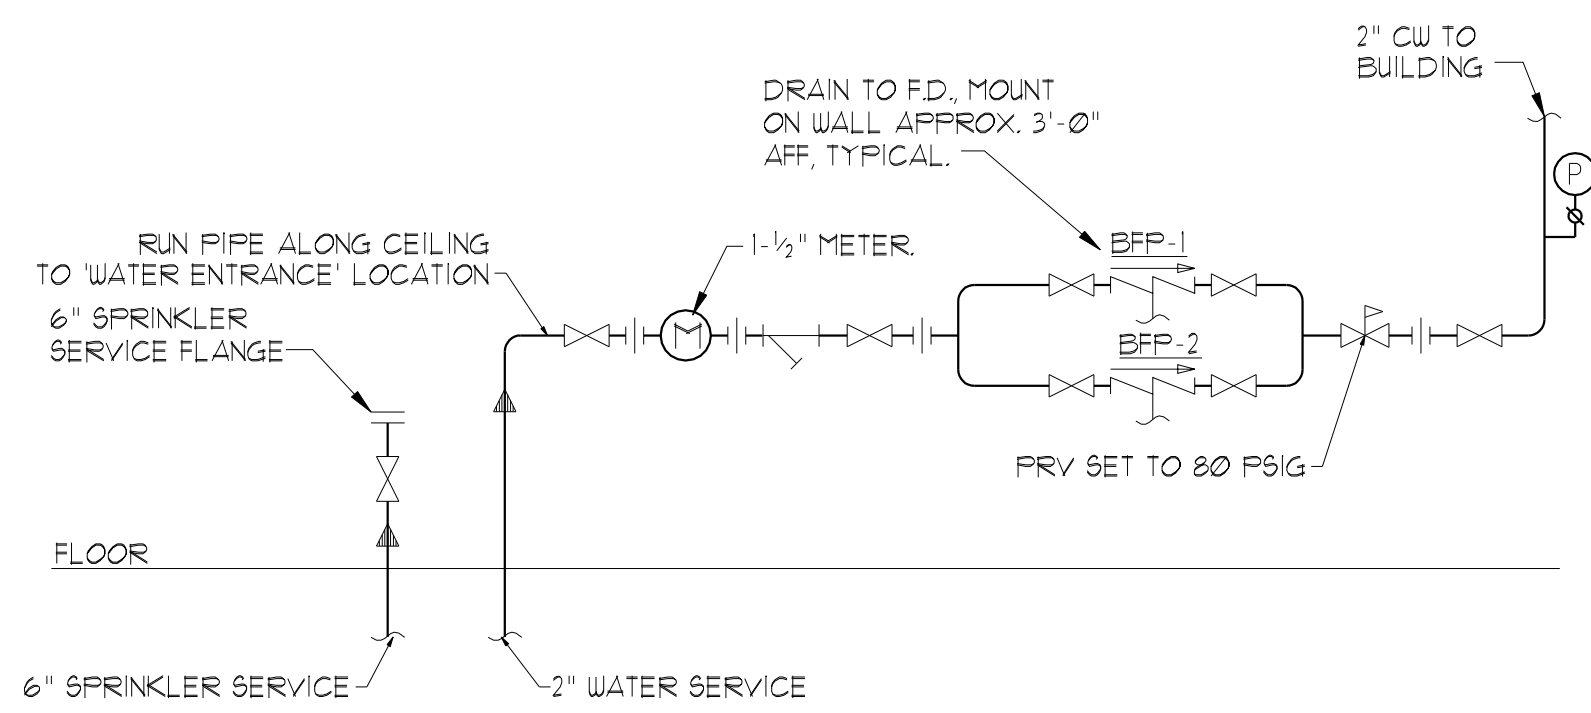 2" CW TO
BUILDING
DRAIN TO F.D., MOUNT
ON WALL APPROX. 3'-0"
AFF, TYPICAL.
P
RUN PIPE ALONG CEILING
TO 'WATER ENTRANCE' LOCATION
1-1/2" METER.
BFP-1
6" SPRINKLER
SERVICE FLANGE
M
BFP-2
PRV SET TO 80 PSIG
FLOOR
6" SPRINKLER SERVICE
2" WATER SERVICE